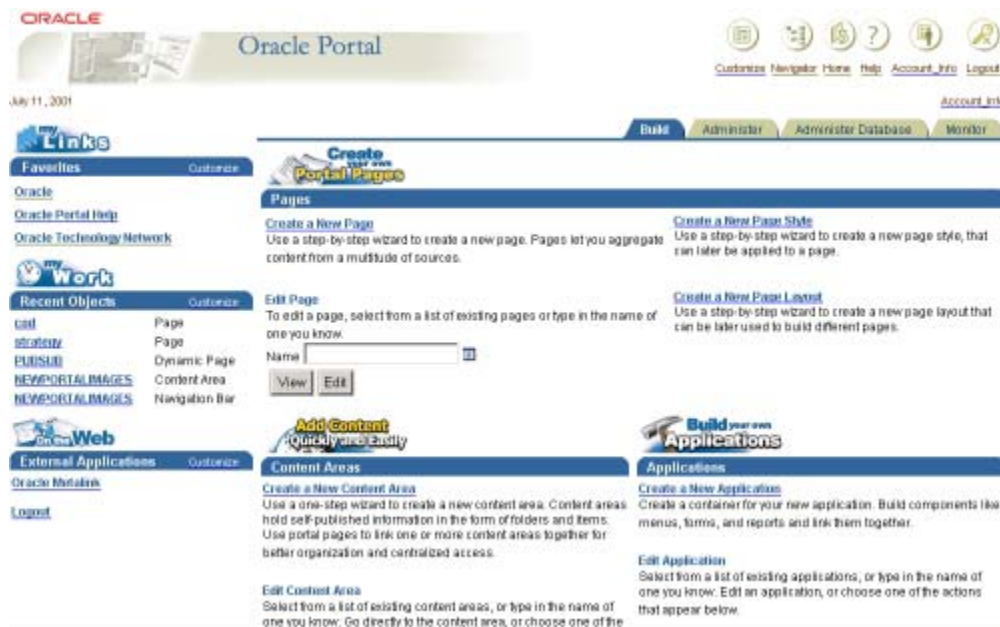 ORACLE
Oracle Portal
Customize Navigator Home Help Account_Info Logout
July 11, 2001
Account_Info
my Links
Build Administer Administer Database Monitor
Favorites Customize
Oracle
Oracle Portal Help
Oracle Technology Network
my Work
Recent Objects Customize
Page
strategy Page
PUBSUB Dynamic Page
NEWPORTALIMAGES Content Area
NEWPORTALIMAGES Navigation Bar
On the Web
External Applications Customize
Oracle Metalink
Logout
Create your own Portal Pages
Pages
Create a New Page
Use a step-by-step wizard to create a new page. Pages let you aggregate
content from a multitude of sources.
Create a New Page Style
Use a step-by-step wizard to create a new page style, that
can later be applied to a page.
Edit Page
To edit a page, select from a list of existing pages or type in the name of
one you know.
Name
View Edit
Create a New Page Layout
Use a step-by-step wizard to create a new page layout that
can be later used to build different pages.
Add Content Quickly and Easily
Content Areas
Create a New Content Area
Use a one-step wizard to create a new content area. Content areas
hold self-published information in the form of folders and items.
Use portal pages to link one or more content areas together for
better organization and centralized access.
Edit Content Area
Select from a list of existing content areas, or type in the name of
one you know. Go directly to the content area, or choose one of the
Build your own Applications
Applications
Create a New Application
Create a container for your new application. Build components like
menus, forms, and reports and link them together.
Edit Application
Select from a list of existing applications, or type in the name of
one you know. Edit an application, or choose one of the actions
that appear below.